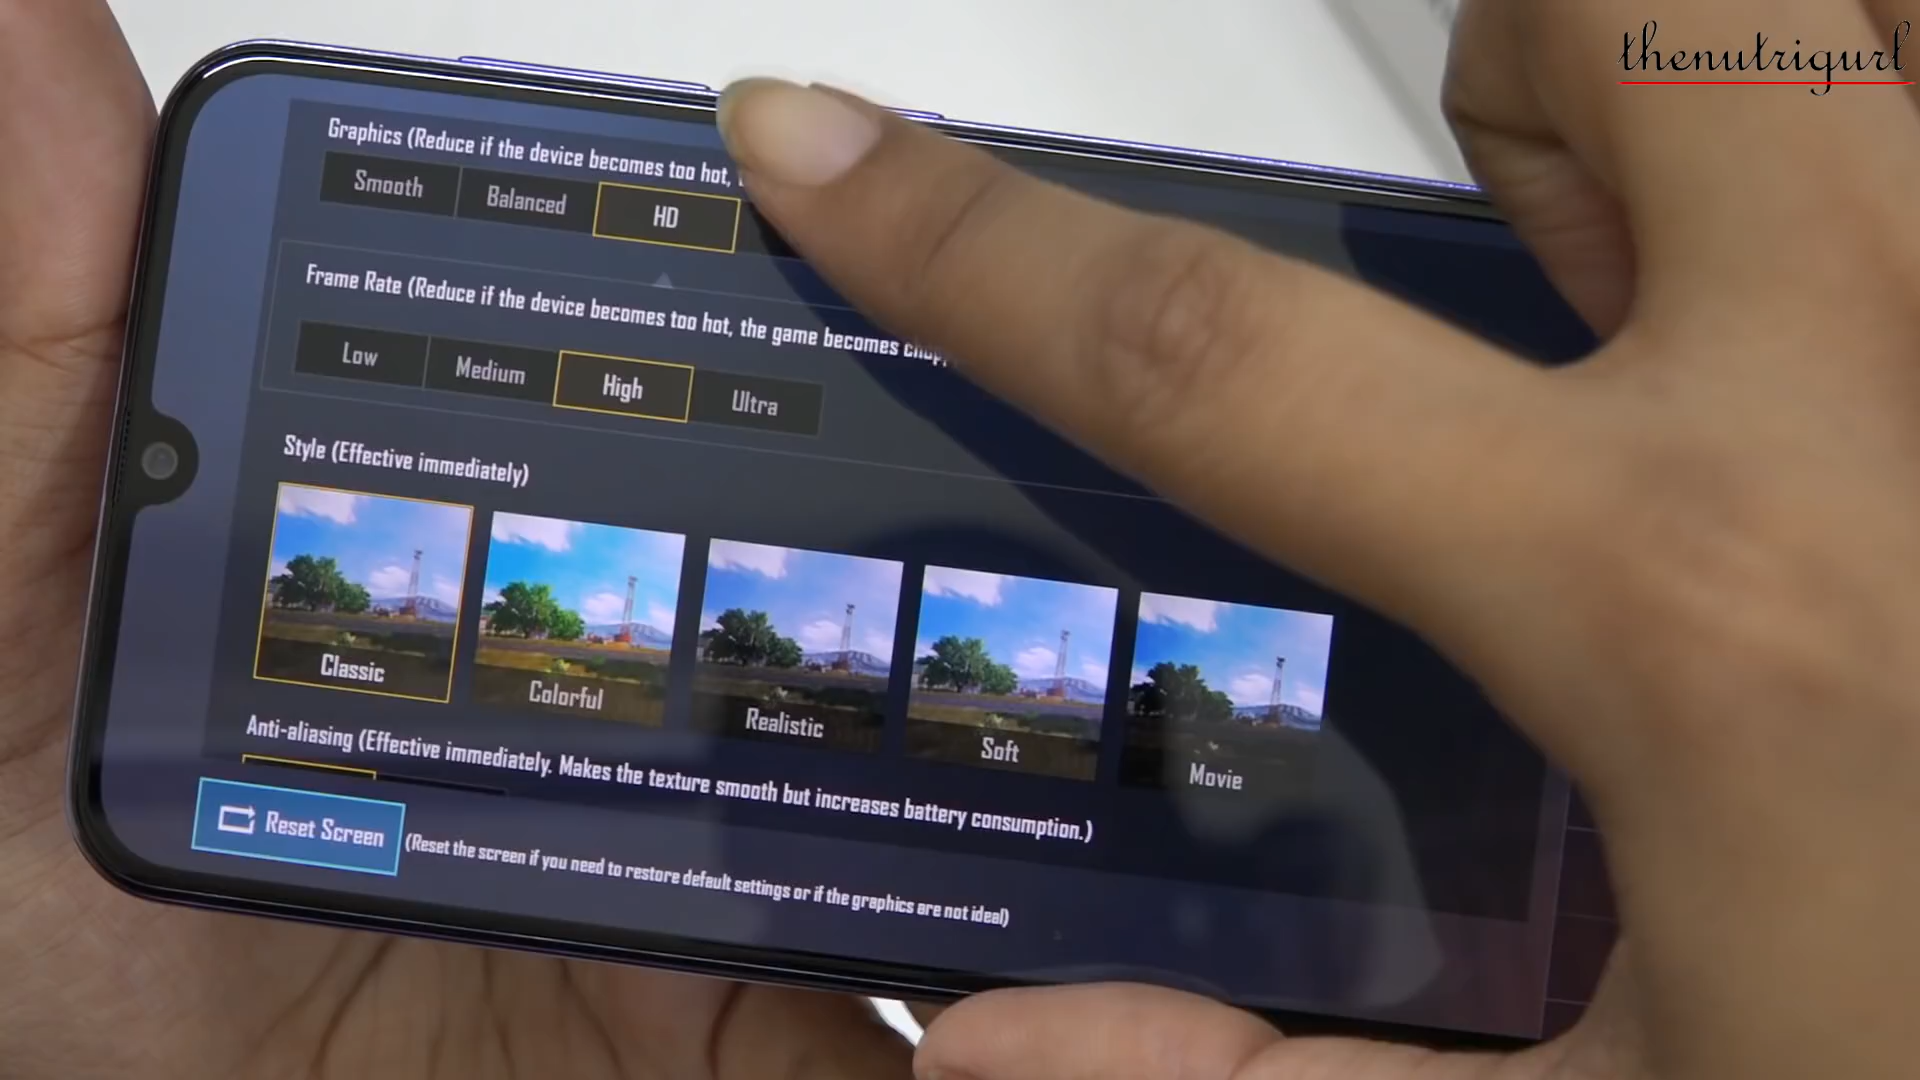 thenutrigurl
Graphics (Reduce if the device becomes too hot,
Smooth Balanced HD
Frame Rate (Reduce if the device becomes too hot, the game becomes
Low Medium High Ultra
Style (Effective immediately)
Classic Colorful Realistic Soft Movie
Anti-aliasing (Effective immediately. Makes the texture smooth but increases battery consumption.)
Reset Screen (Reset the screen if you need to restore default settings or if the graphics are not ideal)